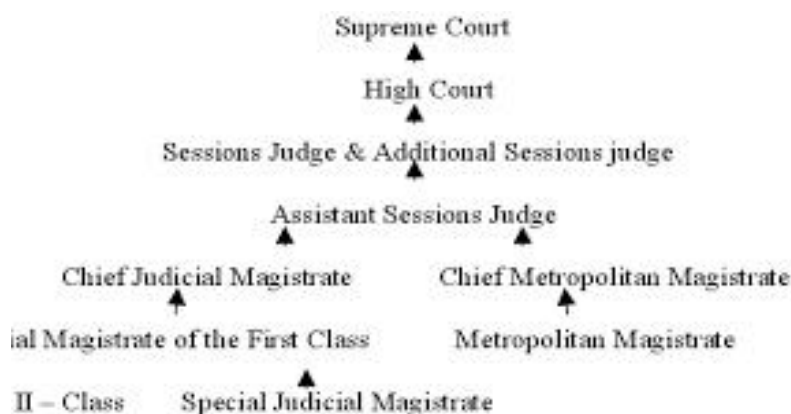 Supreme Court
High Court
Sessions Judge & Additional Sessions judge
Assistant Sessions Judge
Chief Judicial Magistrate Chief Metropolitan Magistrate
ial Magistrate of the First Class Metropolitan Magistrate
II – Class Special Judicial Magistrate